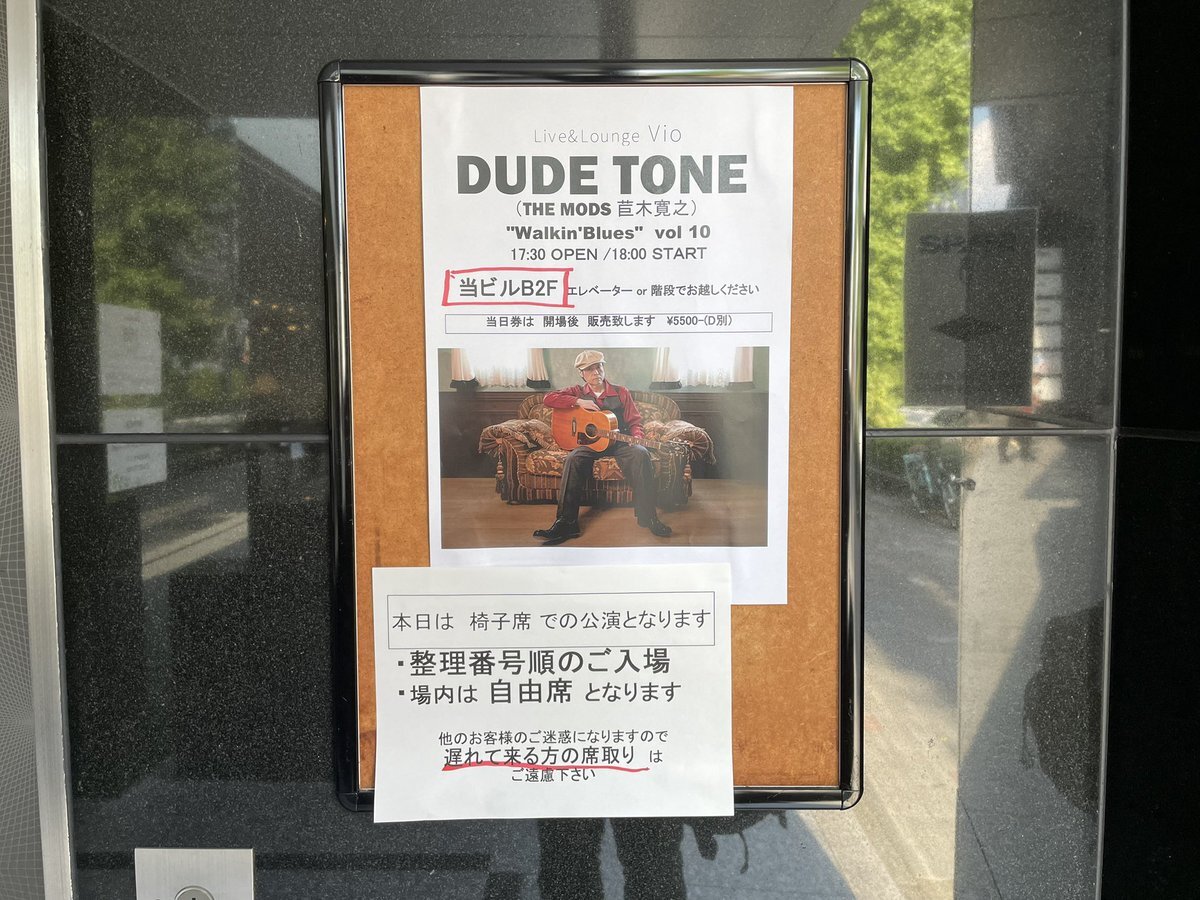 Live&Lounge Vio
DUDE TONE
(THE MODS 苣木寛之)
"Walkin'Blues" vol 10
17:30 OPEN /18:00 START
当ビルB2F エレベーター or 階段でお越しください
当日券は 開場後 販売致します ¥5500-(D別)
本日は 椅子席 での公演となります
・整理番号順のご入場
・場内は 自由席 となります
他のお客様のご迷惑になりますので
遅れて来る方の席取り は
ご遠慮下さい